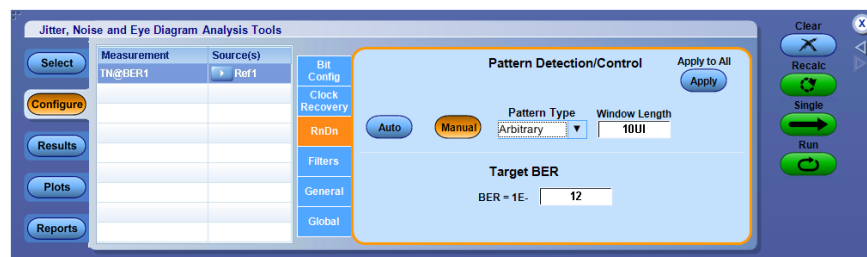 Jitter, Noise and Eye Diagram Analysis Tools
Clear
X
Select
Measurement Source(s)
TN@BER1 Ref1
Bit Config
Pattern Detection/Control
Apply to All
Apply
Recalc
Configure
Clock Recovery
Auto
Manual
Pattern Type
Arbitrary
Window Length
10UI
Single
RnDn
Results
Run
Filters
Target BER
Plots
General
BER = 1E- 12
Reports
Global